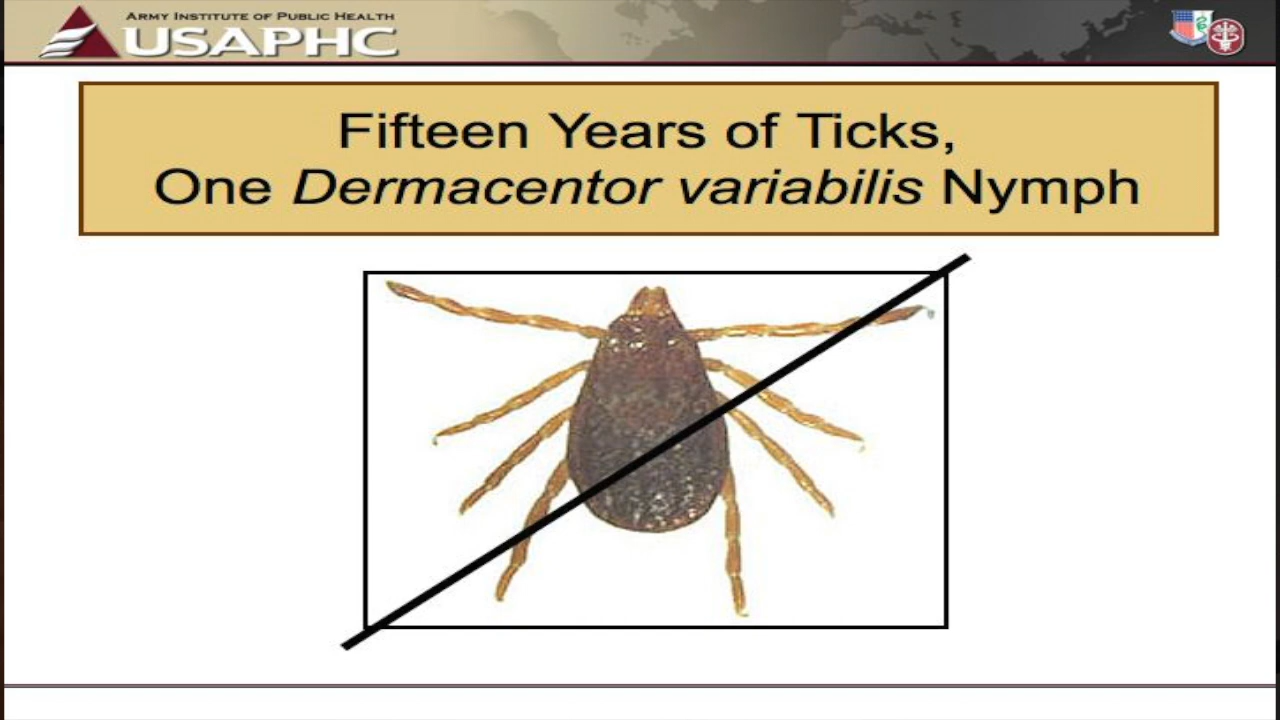 ARMY INSTITUTE OF PUBLIC HEALTH
USAPHC
Fifteen Years of Ticks,
One Dermacentor variabilis Nymph